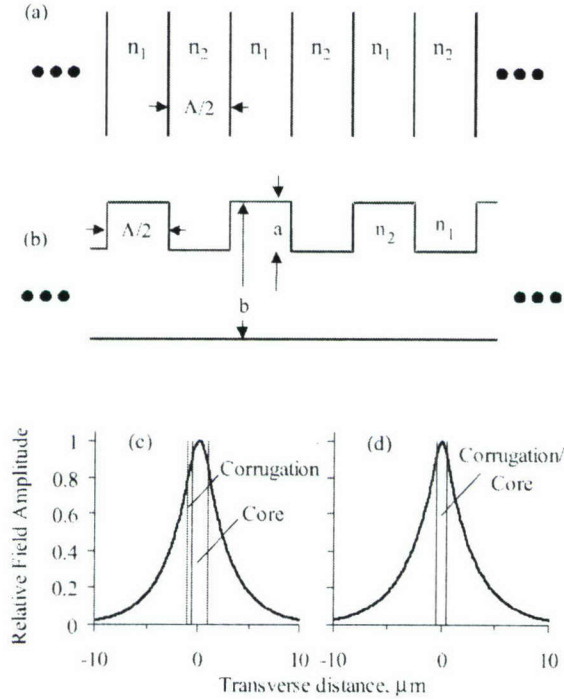 (a)
n1 n2 n1 n2 n1 n2
Λ/2
(b)
Λ/2 a n2 n1
b
Relative Field Amplitude
(c) (d)
1
0.8
0.6
0.4
0.2
0
Corrugation
Core
Corrugation/
Core
-10 0 10 -10 0 10
Transverse distance, μm